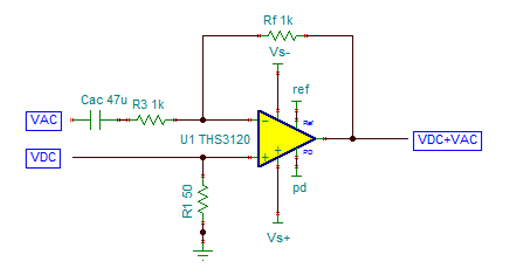 Rf 1k
Vs-
Cac 47u
R3 1k
ref
VAC
Ref
U1 THS3120
VDC+VAC
VDC
PD
R1 50
pd
Vs+